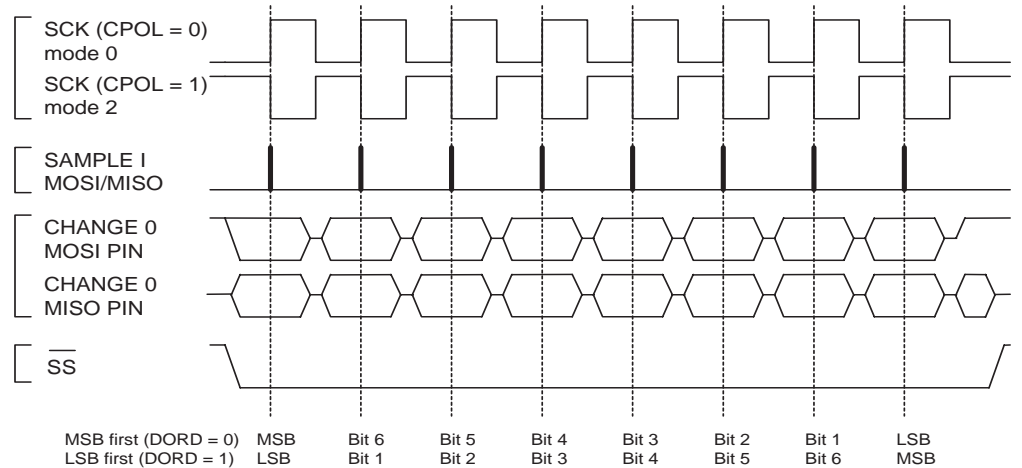 SCK (CPOL = 0)
mode 0
SCK (CPOL = 1)
mode 2
SAMPLE I
MOSI/MISO
CHANGE 0
MOSI PIN
CHANGE 0
MISO PIN
SS
MSB first (DORD = 0) MSB Bit 6 Bit 5 Bit 4 Bit 3 Bit 2 Bit 1 LSB
LSB first (DORD = 1) LSB Bit 1 Bit 2 Bit 3 Bit 4 Bit 5 Bit 6 MSB